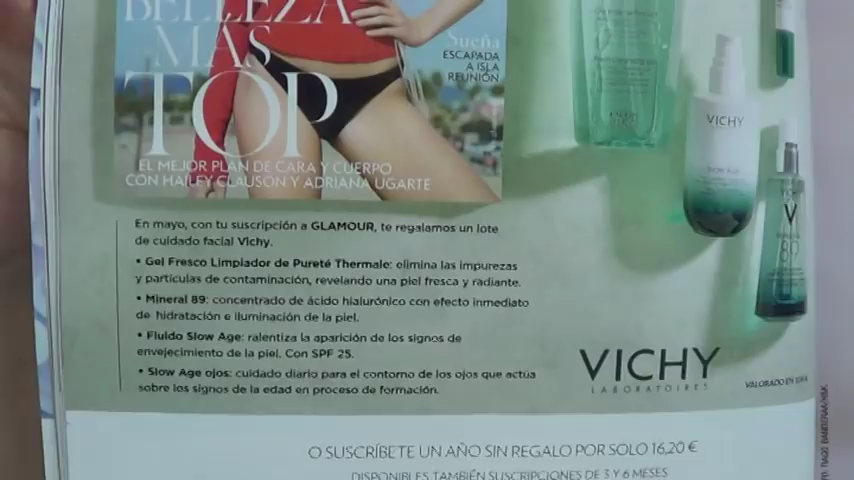 BELLEZA
MÁS
TOP
EL MEJOR PLAN DE CARA Y CUERPO
CON HAILEY CLAUSON Y ADRIANA UGARTE
Sueña
ESCAPADA
A ISLA
REUNIÓN
VICHY
SLOW AGE
89
En mayo, con tu suscripción a GLAMOUR, te regalamos un lote
de cuidado facial Vichy.
• Gel Fresco Limpiador de Pureté Thermale: elimina las impurezas
y partículas de contaminación, revelando una piel fresca y radiante.
• Mineral 89: concentrado de ácido hialurónico con efecto inmediato
de hidratación e iluminación de la piel.
• Fluido Slow Age: ralentiza la aparición de los signos de
envejecimiento de la piel. Con SPF 25.
• Slow Age ojos: cuidado diario para el contorno de los ojos que actúa
sobre los signos de la edad en proceso de formación.
VICHY
LABORATOIRES
VALORADO EN
O SUSCRÍBETE UN AÑO SIN REGALO POR SOLO 16,20 €
DISPONIBLES TAMBIÉN SUSCRIPCIONES DE 3 Y 6 MESES